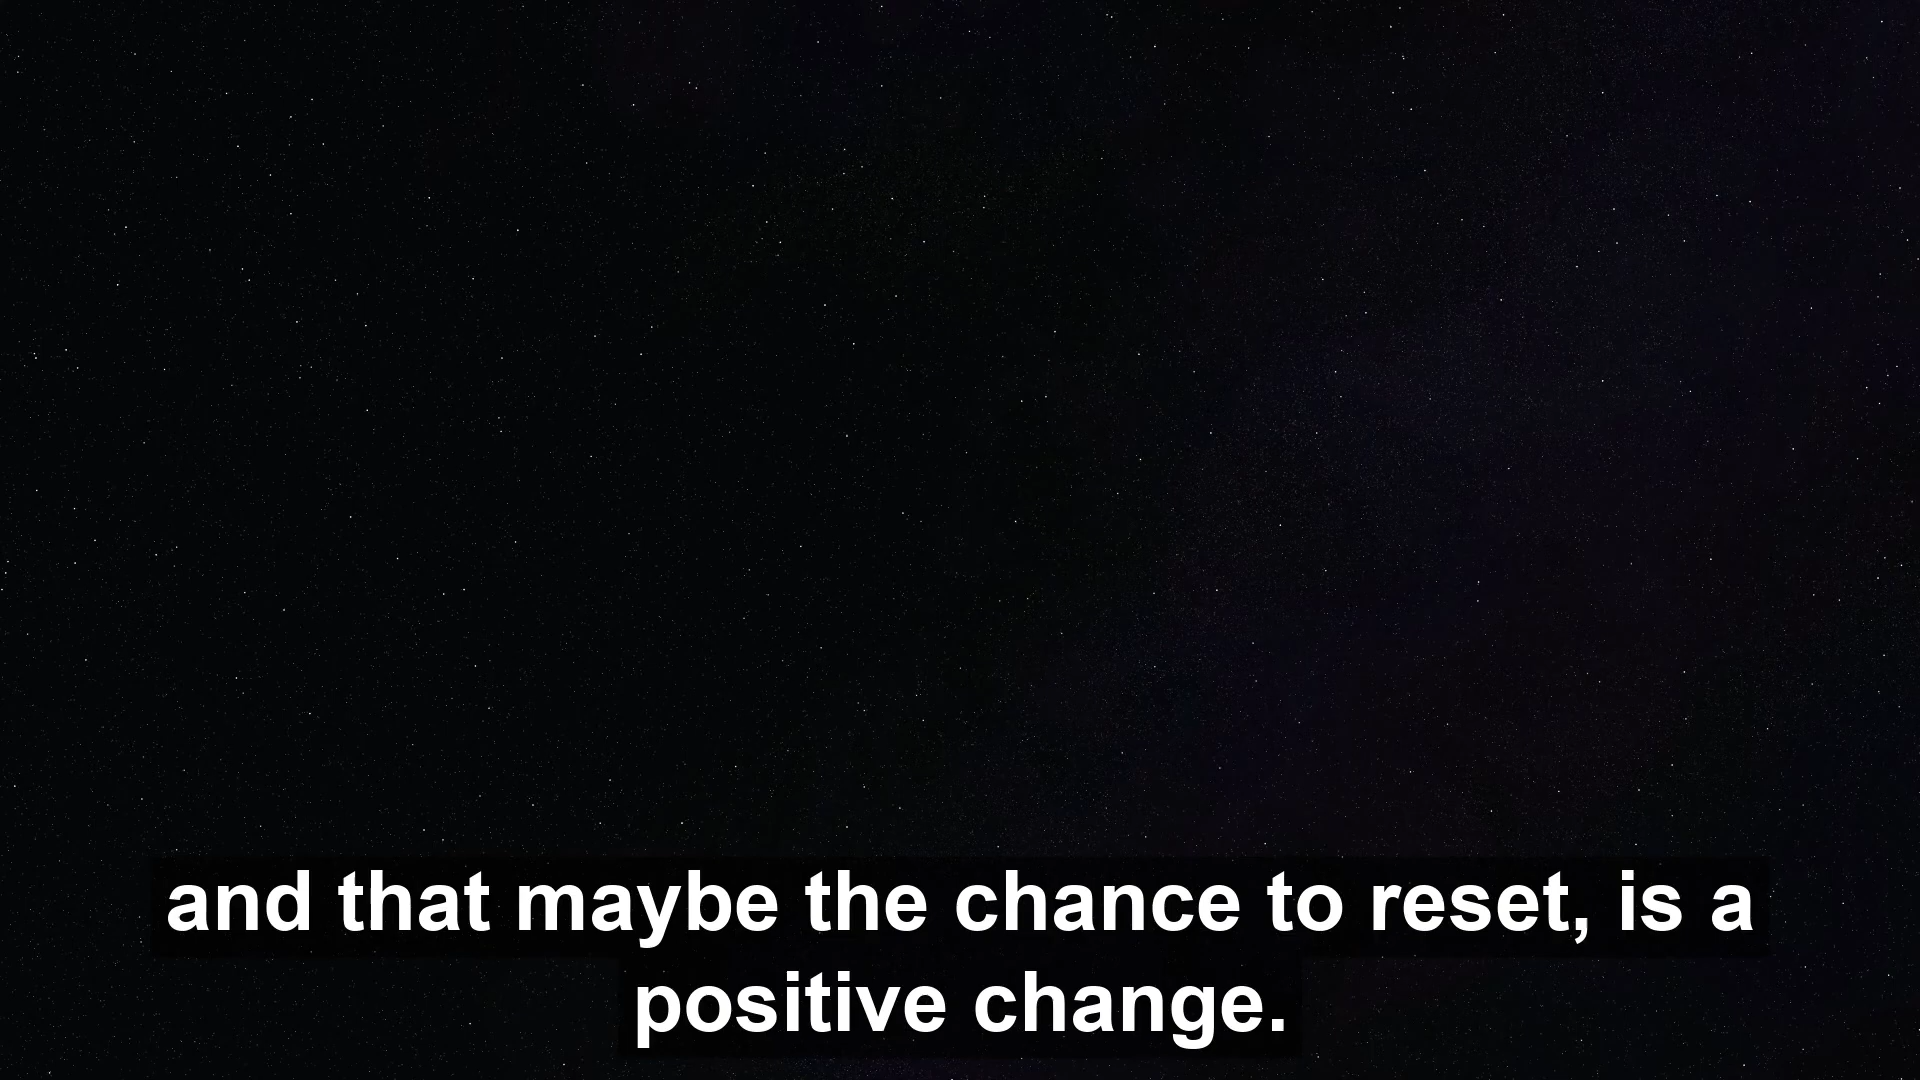 and that maybe the chance to reset, is a
positive change.